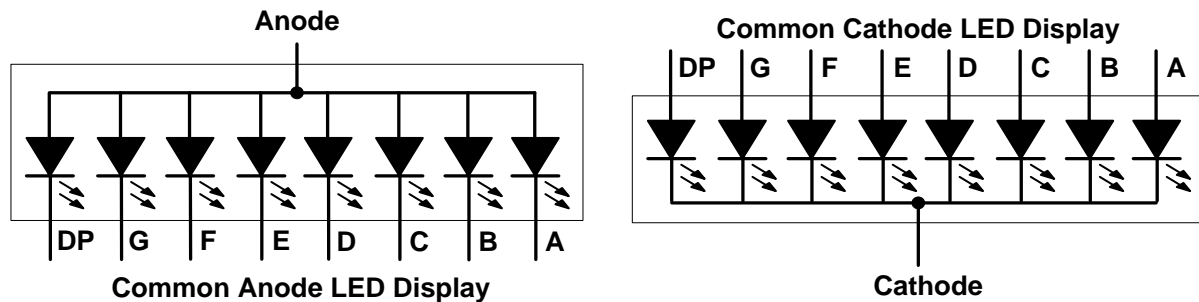 Anode
DP G F E D C B A
Common Anode LED Display
Common Cathode LED Display
DP G F E D C B A
Cathode